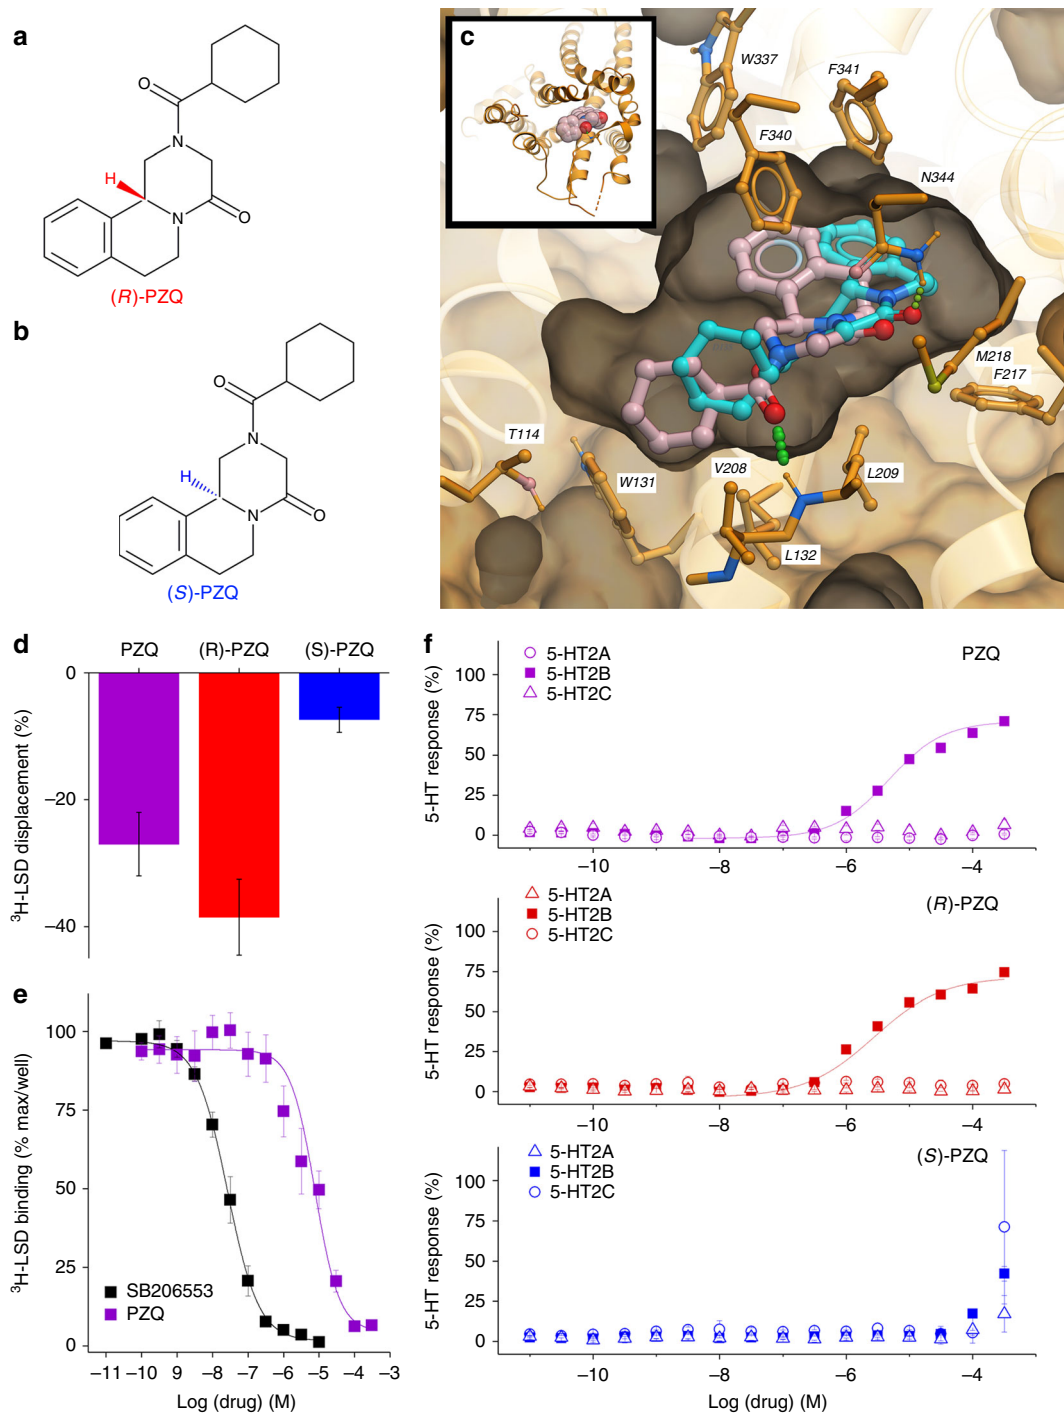 a
O
N
H
N
O
(R)-PZQ
b
O
N
H
N
O
(S)-PZQ
c
W337
F341
F340
N344
M218
F217
T114
W131
V208
L209
L132
d
PZQ (R)-PZQ (S)-PZQ
0
–20
–40
³H-LSD displacement (%)
e
100
75
50
25
0
³H-LSD binding (% max/well)
SB206553
PZQ
–11 –10 –9 –8 –7 –6 –5 –4 –3
Log (drug) (M)
f
PZQ
5-HT2A
5-HT2B
5-HT2C
100
75
50
25
0
5-HT response (%)
–10 –8 –6 –4
(R)-PZQ
5-HT2A
5-HT2B
5-HT2C
100
75
50
25
0
5-HT response (%)
–10 –8 –6 –4
(S)-PZQ
5-HT2A
5-HT2B
5-HT2C
100
75
50
25
0
5-HT response (%)
–10 –8 –6 –4
Log (drug) (M)